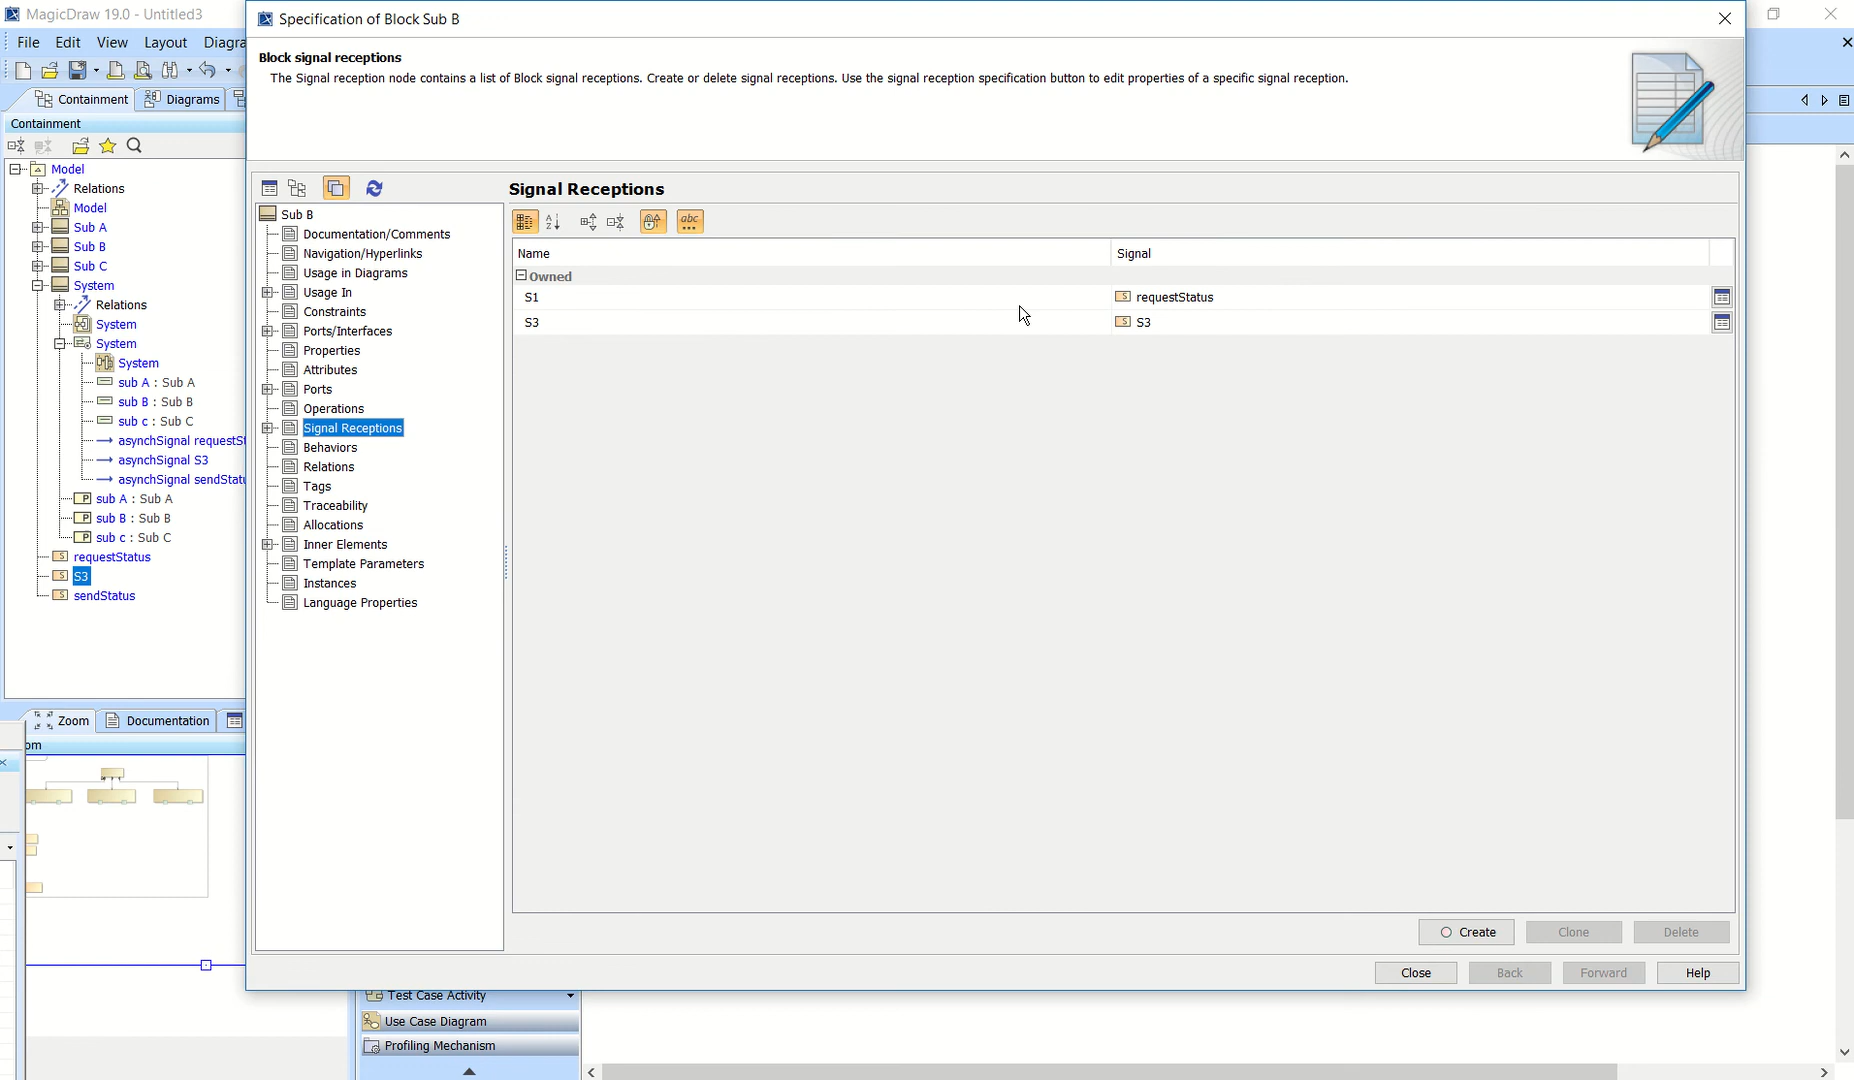 MagicDraw 19.0 - Untitled3
File Edit View Layout Diagra
Containment Diagrams
Containment
Model
Relations
Model
Sub A
Sub B
Sub C
System
Relations
System
System
System
sub A : Sub A
sub B : Sub B
sub c : Sub C
asynchSignal requestSt
asynchSignal S3
asynchSignal sendStatu
P sub A : Sub A
P sub B : Sub B
P sub c : Sub C
S requestStatus
S S3
S sendStatus
Zoom Documentation
om
Specification of Block Sub B
Block signal receptions
The Signal reception node contains a list of Block signal receptions. Create or delete signal receptions. Use the signal reception specification button to edit properties of a specific signal reception.
Sub B
Documentation/Comments
Navigation/Hyperlinks
Usage in Diagrams
Usage In
Constraints
Ports/Interfaces
Properties
Attributes
Ports
Operations
Signal Receptions
Behaviors
Relations
Tags
Traceability
Allocations
Inner Elements
Template Parameters
Instances
Language Properties
Signal Receptions
A Z abc
Name Signal
Owned
S1 S requestStatus
S3 S S3
Create Clone Delete
Close Back Forward Help
Test Case Activity
Use Case Diagram
Profiling Mechanism